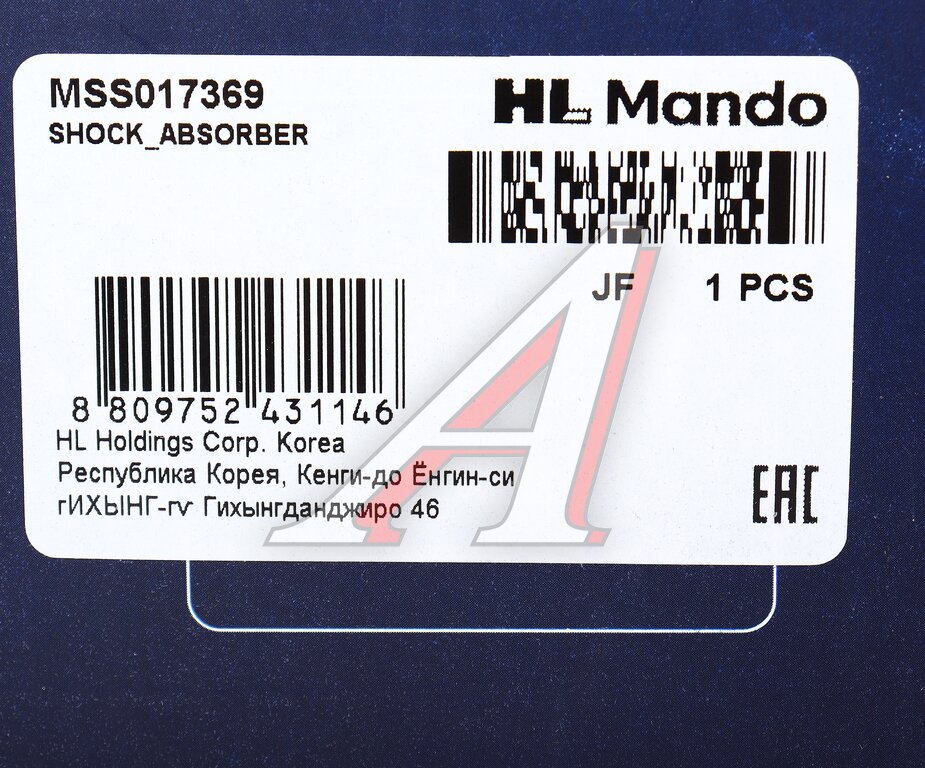 MSS017369
SHOCK_ABSORBER
HL Mando
JF 1 PCS
8 809752 431146
HL Holdings Corp. Korea
Республика Корея, Кенги-до Ёнгин-си
гИХЫНГ-гу Гихынгданджиро 46
EAC